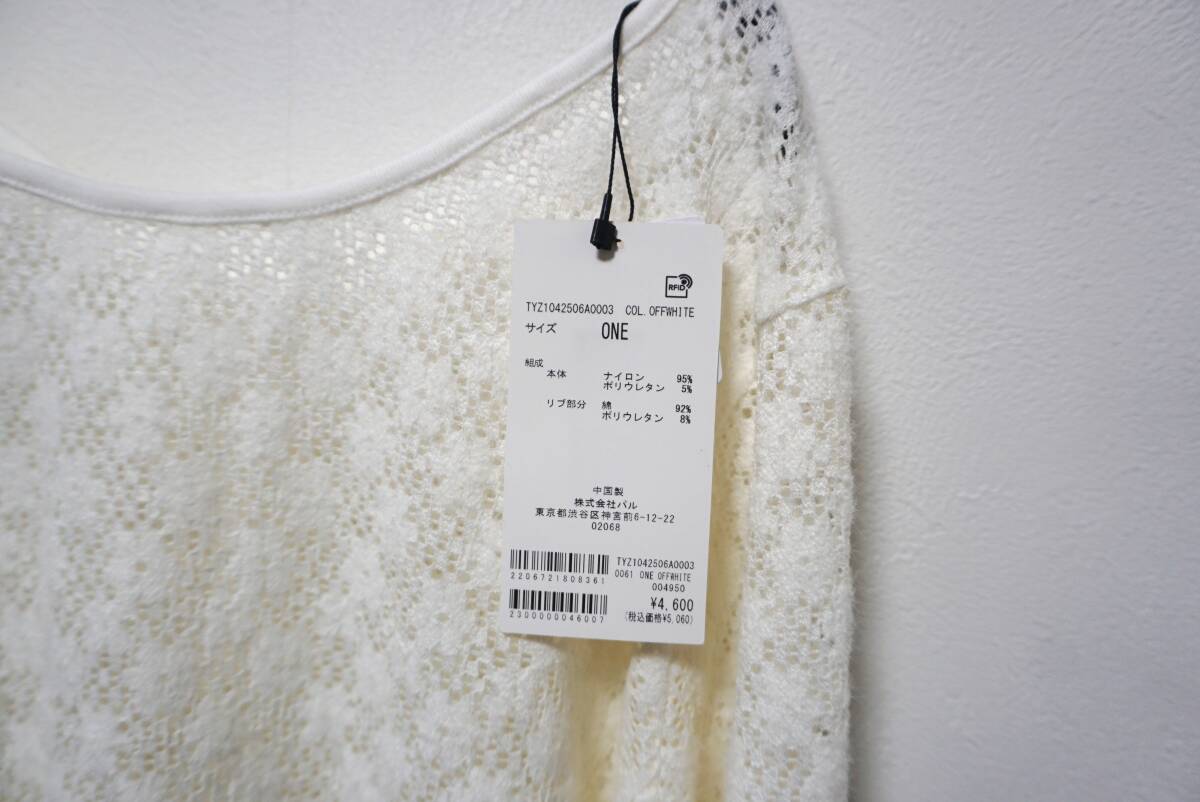 RFID
TYZ1042506A0003 COL.OFFWHITE
サイズ ONE
組成
本体 ナイロン 95%
ポリウレタン 5%
リブ部分 綿 92%
ポリウレタン 8%
中国製
株式会社パル
東京都渋谷区神宮前6-12-22
02068
TYZ1042506A0003
2206721808361 0061 ONE OFFWHITE
004950
¥4,600
2300000046007 (税込価格¥5,060)